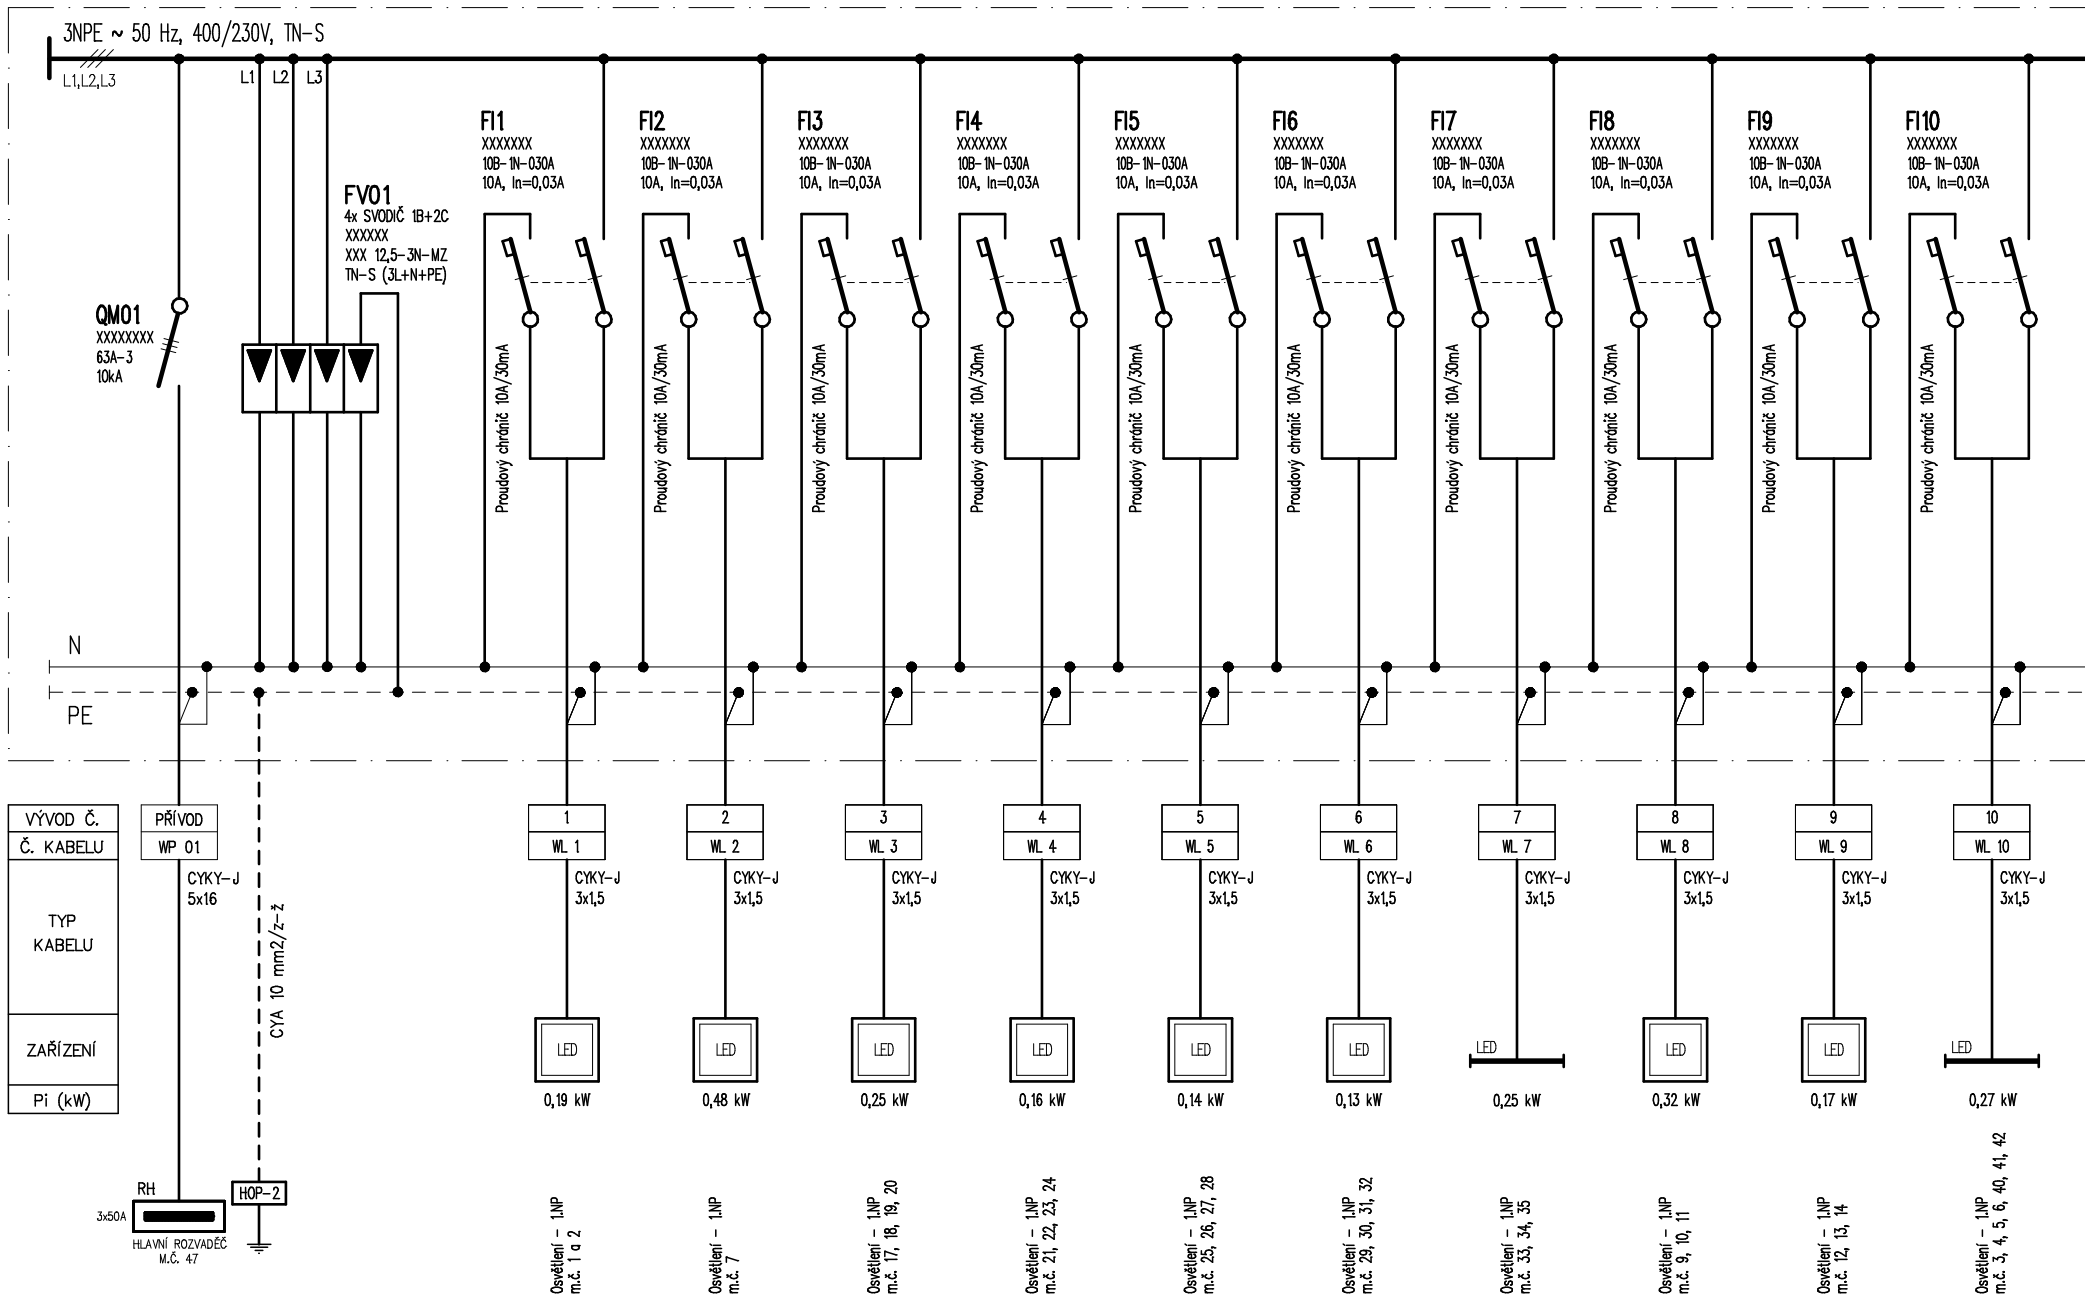 3NPE ~ 50 Hz, 400/230V, TN-S
L1,L2,L3
L1
L2
L3
QM01
XXXXXXXX
63A-3
10kA
FV01
4x SVODIČ 1B+2C
XXXXXX
XXX 12,5-3N-MZ
TN-S (3L+N+PE)
FI1
XXXXXXX
10B-1N-030A
10A, In=0,03A
Proudový chránič 10A/30mA
FI2
XXXXXXX
10B-1N-030A
10A, In=0,03A
Proudový chránič 10A/30mA
FI3
XXXXXXX
10B-1N-030A
10A, In=0,03A
Proudový chránič 10A/30mA
FI4
XXXXXXX
10B-1N-030A
10A, In=0,03A
Proudový chránič 10A/30mA
FI5
XXXXXXX
10B-1N-030A
10A, In=0,03A
Proudový chránič 10A/30mA
FI6
XXXXXXX
10B-1N-030A
10A, In=0,03A
Proudový chránič 10A/30mA
FI7
XXXXXXX
10B-1N-030A
10A, In=0,03A
Proudový chránič 10A/30mA
FI8
XXXXXXX
10B-1N-030A
10A, In=0,03A
Proudový chránič 10A/30mA
FI9
XXXXXXX
10B-1N-030A
10A, In=0,03A
Proudový chránič 10A/30mA
FI10
XXXXXXX
10B-1N-030A
10A, In=0,03A
Proudový chránič 10A/30mA
N
PE
VÝVOD Č.
Č. KABELU
TYP
KABELU
ZAŘÍZENÍ
Pi (kW)
PŘÍVOD
WP 01
CYKY-J
5x16
RH
3x50A
HLAVNÍ ROZVADĚČ
M.Č. 47
CYA 10 mm2/z-ž
HOP-2
1
WL 1
CYKY-J
3x1,5
LED
0,19 kW
Osvětlení - 1.NP
m.č. 1 a 2
2
WL 2
CYKY-J
3x1,5
LED
0,48 kW
Osvětlení - 1.NP
m.č. 7
3
WL 3
CYKY-J
3x1,5
LED
0,25 kW
Osvětlení - 1.NP
m.č. 17, 18, 19, 20
4
WL 4
CYKY-J
3x1,5
LED
0,16 kW
Osvětlení - 1.NP
m.č. 21, 22, 23, 24
5
WL 5
CYKY-J
3x1,5
LED
0,14 kW
Osvětlení - 1.NP
m.č. 25, 26, 27, 28
6
WL 6
CYKY-J
3x1,5
LED
0,13 kW
Osvětlení - 1.NP
m.č. 29, 30, 31, 32
7
WL 7
CYKY-J
3x1,5
LED
0,25 kW
Osvětlení - 1.NP
m.č. 33, 34, 35
8
WL 8
CYKY-J
3x1,5
LED
0,32 kW
Osvětlení - 1.NP
m.č. 9, 10, 11
9
WL 9
CYKY-J
3x1,5
LED
0,17 kW
Osvětlení - 1.NP
m.č. 12, 13, 14
10
WL 10
CYKY-J
3x1,5
LED
0,27 kW
Osvětlení - 1.NP
m.č. 3, 4, 5, 6, 40, 41, 42